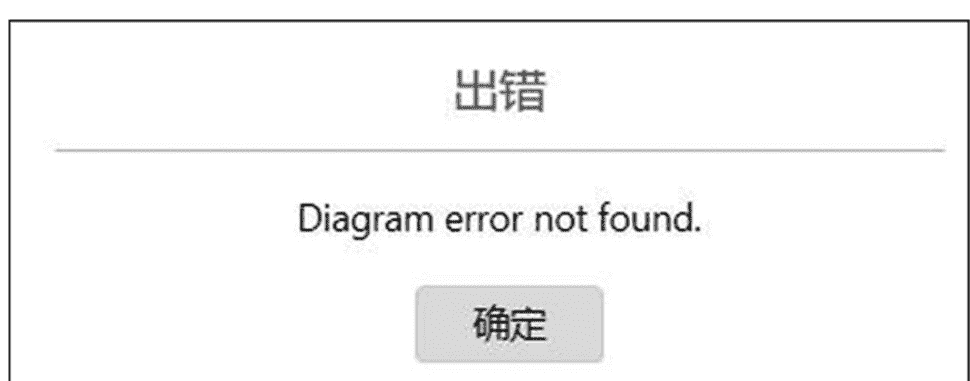 出错
Diagram error not found.
确定